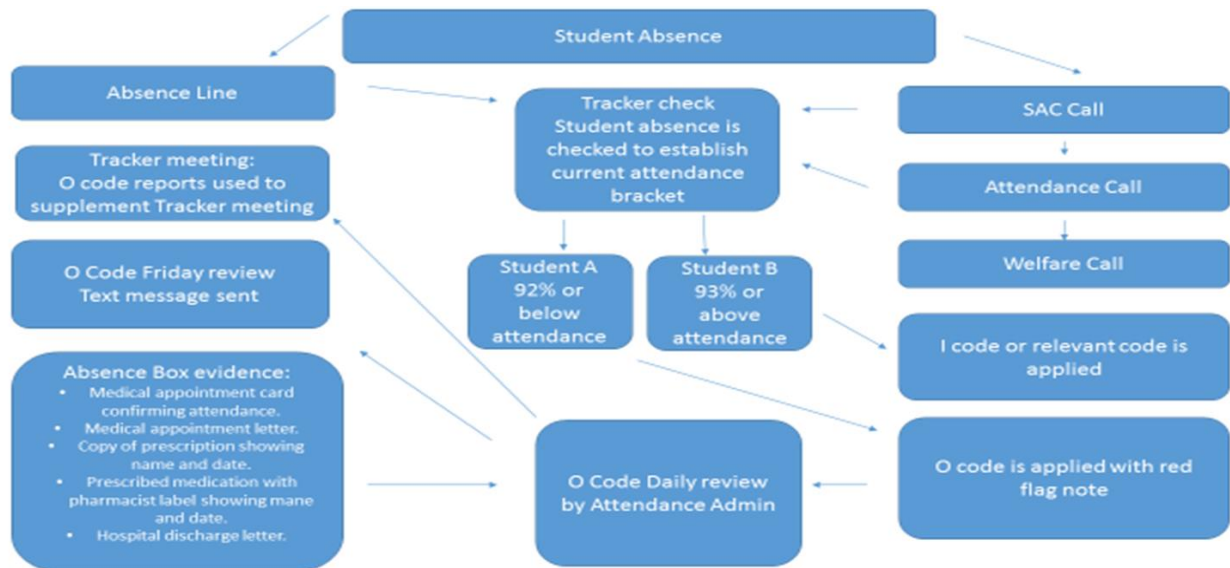 Student Absence
Absence Line
Tracker check
Student absence is
checked to establish
current attendance
bracket
SAC Call
Tracker meeting:
O code reports used to
supplement Tracker meeting
Attendance Call
O Code Friday review
Text message sent
Student A
92% or
below
attendance
Student B
93% or
above
attendance
Welfare Call
I code or relevant code is
applied
Absence Box evidence:
• Medical appointment card
confirming attendance.
• Medical appointment letter.
• Copy of prescription showing
name and date.
• Prescribed medication with
pharmacist label showing mane
and date.
• Hospital discharge letter.
O Code Daily review
by Attendance Admin
O code is applied with red
flag note